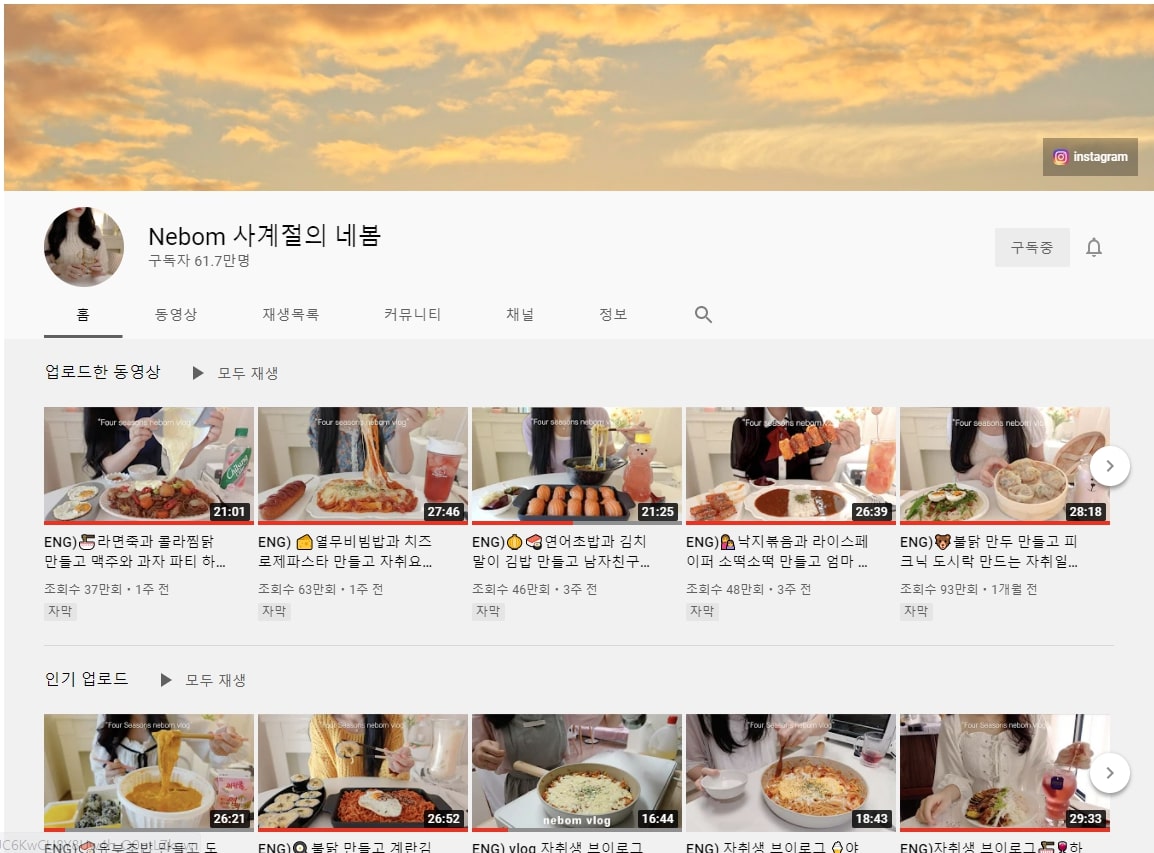 instagram
Nebom 사계절의 네봄
구독자 61.7만명
구독중
홈 동영상 재생목록 커뮤니티 채널 정보
업로드한 동영상 모두 재생
"Four seasons nebom vlog" "Four seasons nebom vlog" "Four seasons nebom vlog" "Four seasons nebom vlog" "Four seasons nebom vlog"
21:01 27:46 21:25 26:39 28:18
ENG)🍜라면죽과 콜라찜닭 ENG) 🧀열무비빔밥과 치즈 ENG)🍈🍣연어초밥과 김치 ENG)낙지볶음과 라이스페 ENG)🐻불닭 만두 만들고 피
만들고 맥주와 과자 파티 하... 로제파스타 만들고 자취요... 말이 김밥 만들고 남자친구... 이퍼 소떡소떡 만들고 엄마 ... 크닉 도시락 만드는 자취일...
조회수 37만회 • 1주 전 조회수 63만회 • 1주 전 조회수 46만회 • 3주 전 조회수 48만회 • 3주 전 조회수 93만회 • 1개월 전
자막 자막 자막 자막 자막
인기 업로드 모두 재생
"Four Seasons nebom vlog" "Four Seasons nebom vlog" "Four Seasons nebom vlog" "Four Seasons nebom vlog"
nebom vlog
26:21 26:52 16:44 18:43 29:33
ENG) 유부초밥 만들고 도 ENG) 불닭 만들고 계란김 ENG) vlog 자취생 브이로그 ENG) 자취생 브이로그 야 ENG) 자취생 브이로그 하